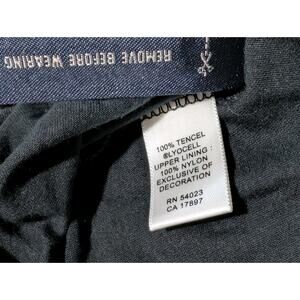 REMOVE BEFORE WEARING
100% TENCEL
®LYOCELL
UPPER LINING :
100% NYLON
EXCLUSIVE OF
DECORATION
RN 54023
CA 17897